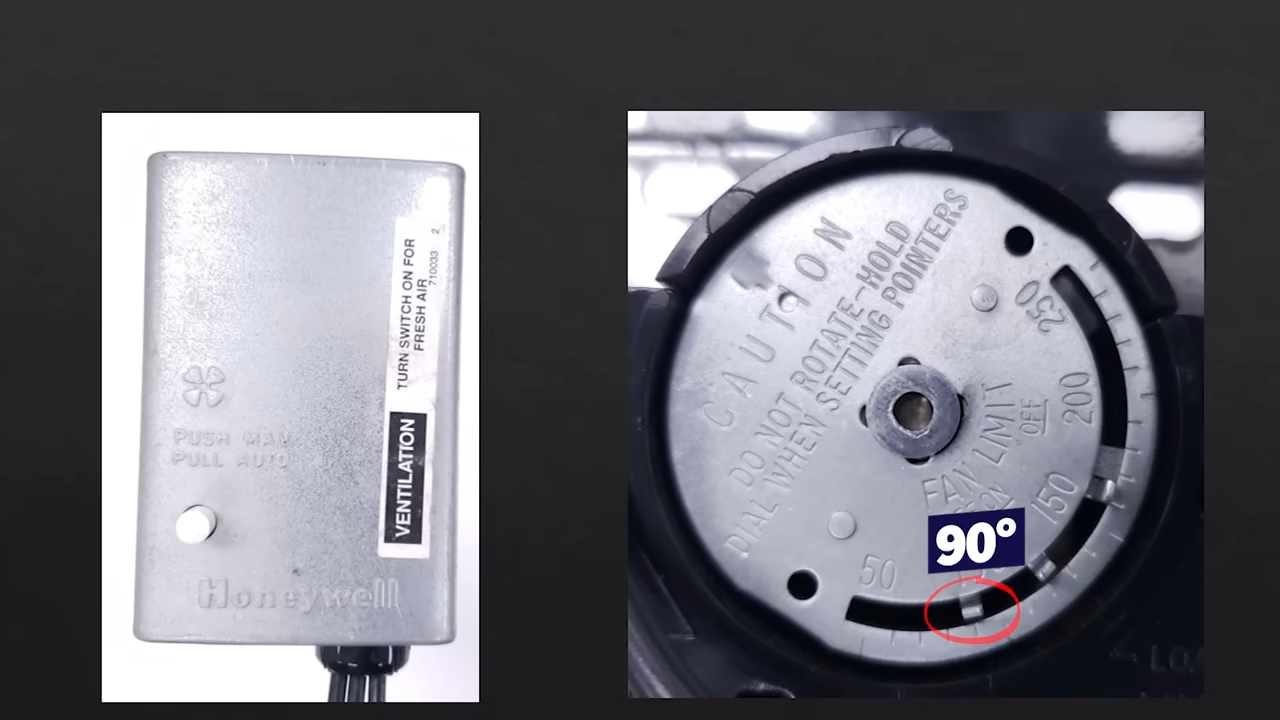 TURN SWITCH ON FOR
FRESH AIR
710033 2
VENTILATION
PUSH MAN
PULL AUTO
Honeywell
CAUTION
DO NOT ROTATE-HOLD
DIAL WHEN SETTING POINTERS
250
200
150
50
FAN LIMIT
OFF
ON
90°